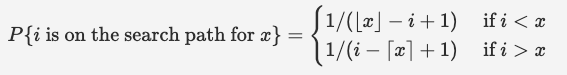 P{i is on the search path for x} = { 1/(⌊x⌋ − i + 1) if i < x
1/(i − ⌈x⌉ + 1) if i > x